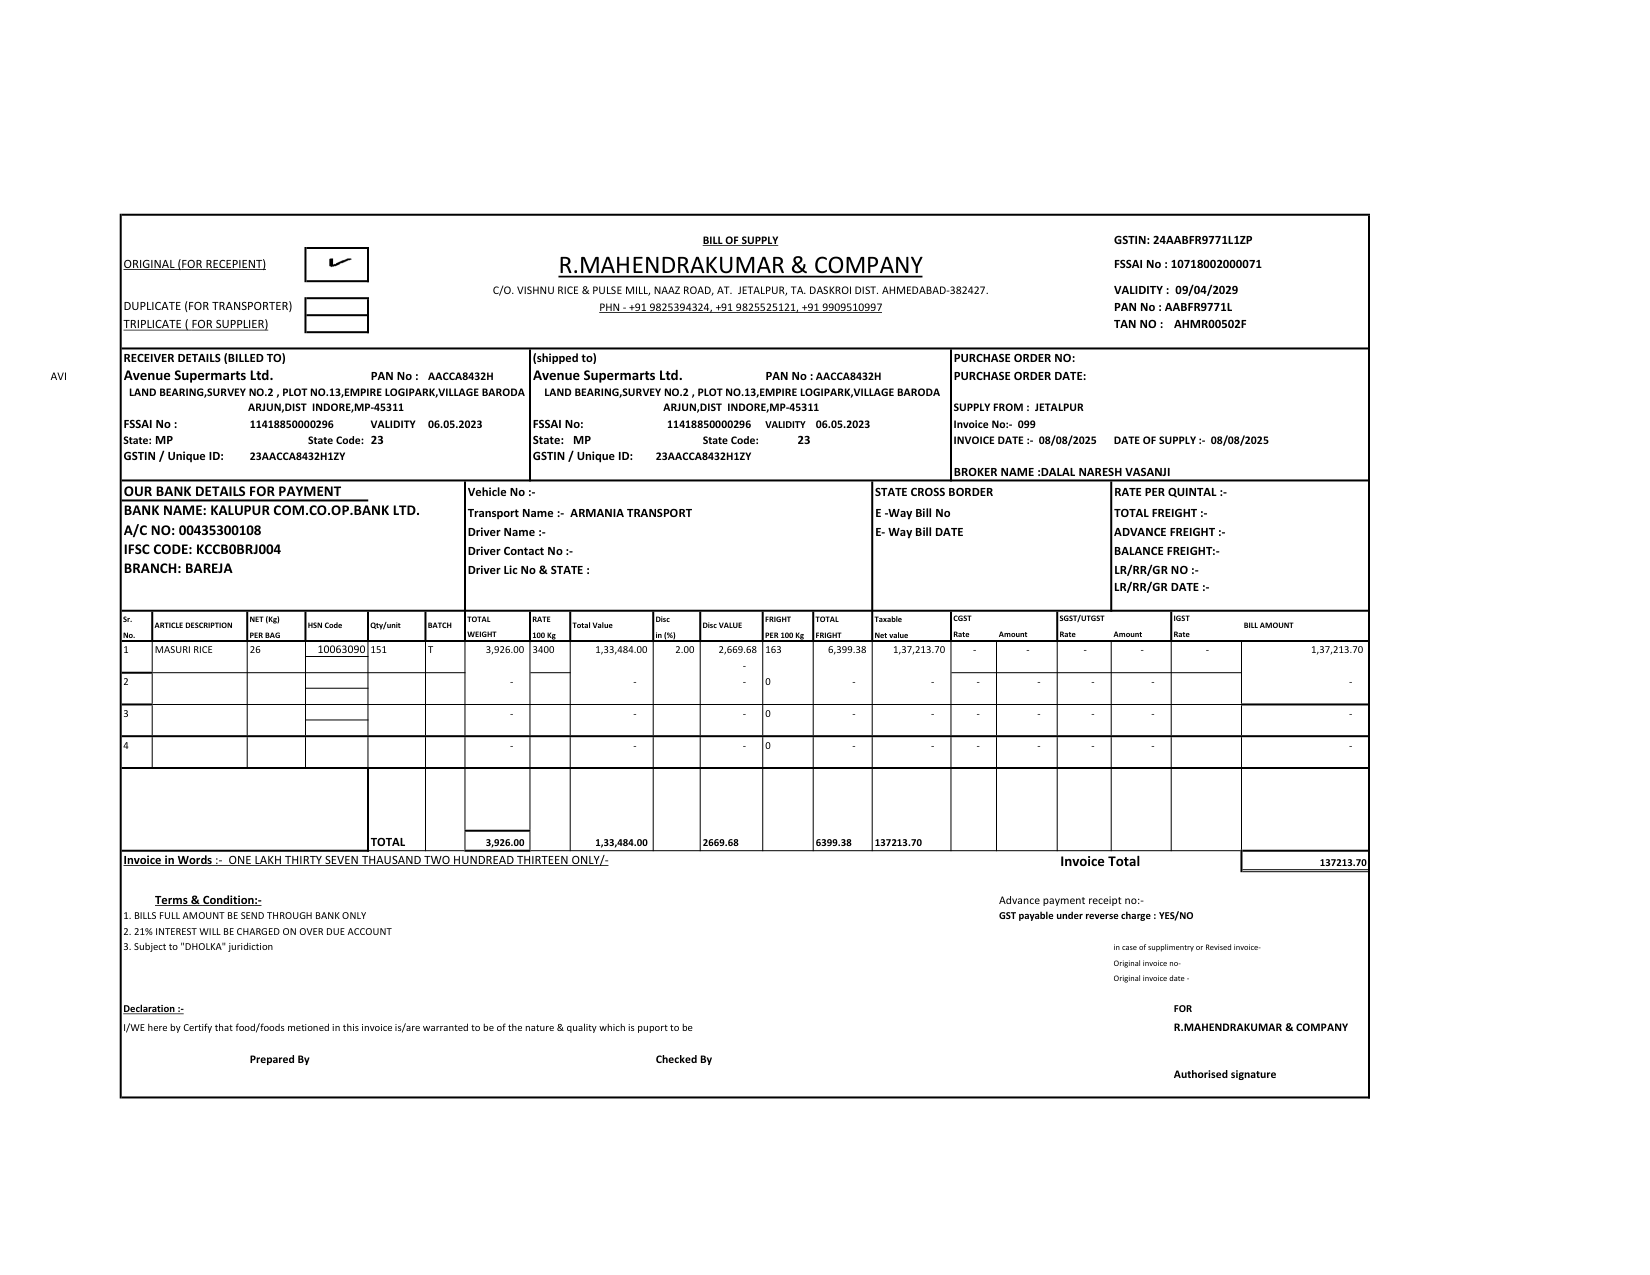 BILL OF SUPPLY GSTIN: 24AABFR9771L1ZP
ORIGINAL (FOR RECEPIENT) ✓ R.MAHENDRAKUMAR & COMPANY FSSAI No : 10718002000071
C/O. VISHNU RICE & PULSE MILL, NAAZ ROAD, AT. JETALPUR, TA. DASKROI DIST. AHMEDABAD-382427. VALIDITY : 09/04/2029
DUPLICATE (FOR TRANSPORTER) PHN - +91 9825394324, +91 9825525121, +91 9909510997 PAN No : AABFR9771L
TRIPLICATE ( FOR SUPPLIER) TAN NO : AHMR00502F
RECEIVER DETAILS (BILLED TO) (shipped to) PURCHASE ORDER NO:
AVI Avenue Supermarts Ltd. PAN No : AACCA8432H Avenue Supermarts Ltd. PAN No : AACCA8432H PURCHASE ORDER DATE:
LAND BEARING,SURVEY NO.2 , PLOT NO.13,EMPIRE LOGIPARK,VILLAGE BARODA LAND BEARING,SURVEY NO.2 , PLOT NO.13,EMPIRE LOGIPARK,VILLAGE BARODA
ARJUN,DIST INDORE,MP-45311 ARJUN,DIST INDORE,MP-45311 SUPPLY FROM : JETALPUR
FSSAI No : 11418850000296 VALIDITY 06.05.2023 FSSAI No: 11418850000296 VALIDITY 06.05.2023 Invoice No:- 099
State: MP State Code: 23 State: MP State Code: 23 INVOICE DATE :- 08/08/2025 DATE OF SUPPLY :- 08/08/2025
GSTIN / Unique ID: 23AACCA8432H1ZY GSTIN / Unique ID: 23AACCA8432H1ZY
BROKER NAME :DALAL NARESH VASANJI
OUR BANK DETAILS FOR PAYMENT Vehicle No :- STATE CROSS BORDER RATE PER QUINTAL :-
BANK NAME: KALUPUR COM.CO.OP.BANK LTD. Transport Name :- ARMANIA TRANSPORT E -Way Bill No TOTAL FREIGHT :-
A/C NO: 00435300108 Driver Name :- E- Way Bill DATE ADVANCE FREIGHT :-
IFSC CODE: KCCB0BRJ004 Driver Contact No :- BALANCE FREIGHT:-
BRANCH: BAREJA Driver Lic No & STATE : LR/RR/GR NO :-
LR/RR/GR DATE :-
Sr. No. ARTICLE DESCRIPTION NET (Kg) PER BAG HSN Code Qty/unit BATCH TOTAL WEIGHT RATE 100 Kg Total Value Disc in (%) Disc VALUE FRIGHT PER 100 Kg TOTAL FRIGHT Taxable Net value CGST Rate Amount SGST/UTGST Rate Amount IGST Rate BILL AMOUNT
1 MASURI RICE 26 10063090 151 T 3,926.00 3400 1,33,484.00 2.00 2,669.68 163 6,399.38 1,37,213.70 - - - - - 1,37,213.70
-
2 - - - 0 - - - - - - -
3 - - - 0 - - - - - - -
4 - - - 0 - - - - - - -
TOTAL 3,926.00 1,33,484.00 2669.68 6399.38 137213.70
Invoice in Words :- ONE LAKH THIRTY SEVEN THAUSAND TWO HUNDREAD THIRTEEN ONLY/- Invoice Total 137213.70
Terms & Condition:- Advance payment receipt no:-
1. BILLS FULL AMOUNT BE SEND THROUGH BANK ONLY GST payable under reverse charge : YES/NO
2. 21% INTEREST WILL BE CHARGED ON OVER DUE ACCOUNT
3. Subject to "DHOLKA" juridiction in case of supplimentry or Revised invoice-
Original invoice no-
Original invoice date -
Declaration :- FOR
I/WE here by Certify that food/foods metioned in this invoice is/are warranted to be of the nature & quality which is puport to be R.MAHENDRAKUMAR & COMPANY
Prepared By Checked By
Authorised signature